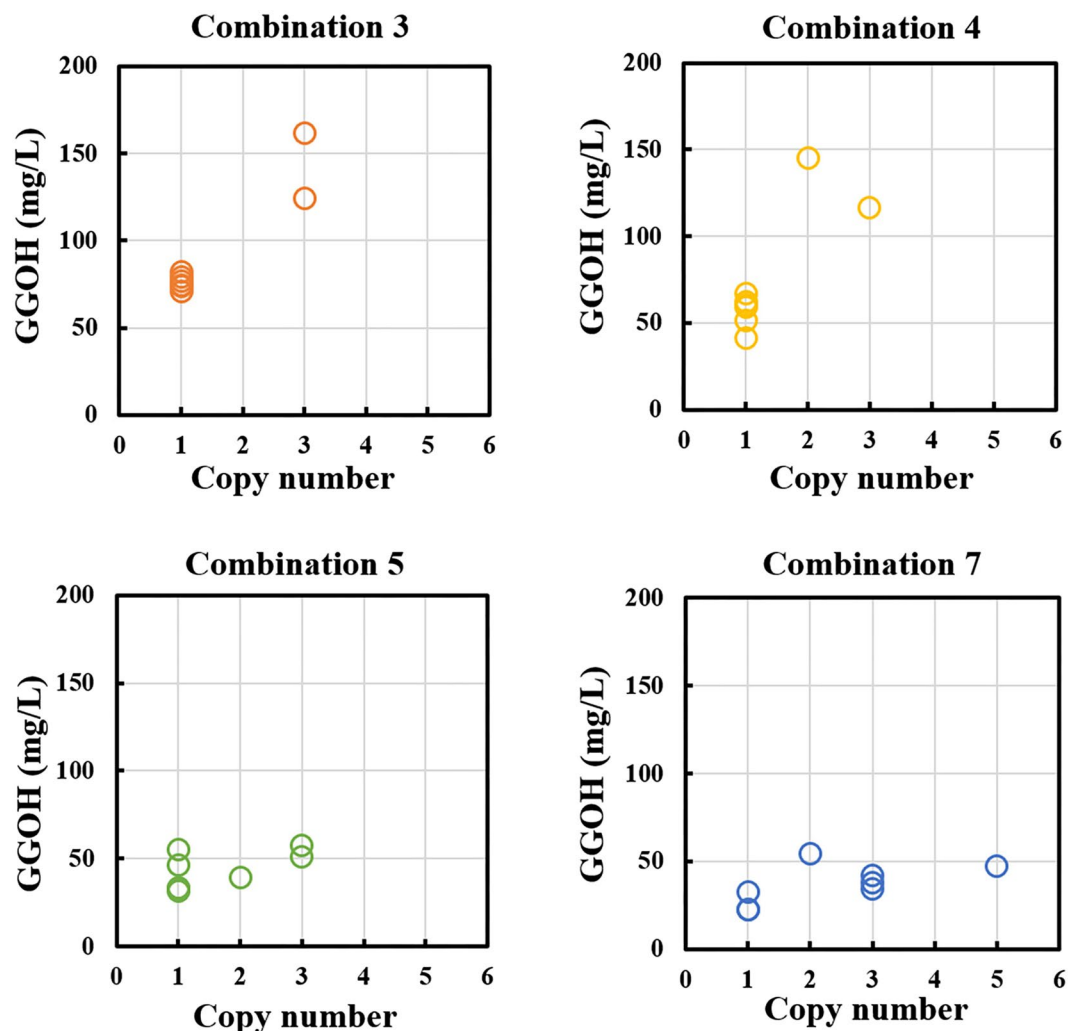 Combination 3
GGOH (mg/L)
200
150
100
50
0
0 1 2 3 4 5 6
Copy number
Combination 4
GGOH (mg/L)
200
150
100
50
0
0 1 2 3 4 5 6
Copy number
Combination 5
GGOH (mg/L)
200
150
100
50
0
0 1 2 3 4 5 6
Copy number
Combination 7
GGOH (mg/L)
200
150
100
50
0
0 1 2 3 4 5 6
Copy number